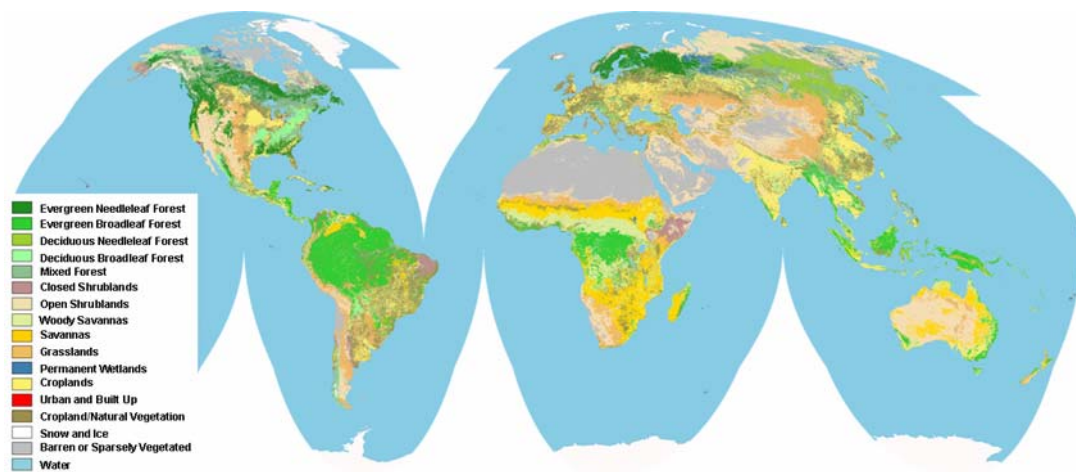 Evergreen Needleleaf Forest
Evergreen Broadleaf Forest
Deciduous Needleleaf Forest
Deciduous Broadleaf Forest
Mixed Forest
Closed Shrublands
Open Shrublands
Woody Savannas
Savannas
Grasslands
Permanent Wetlands
Croplands
Urban and Built Up
Cropland/Natural Vegetation
Snow and Ice
Barren or Sparsely Vegetated
Water